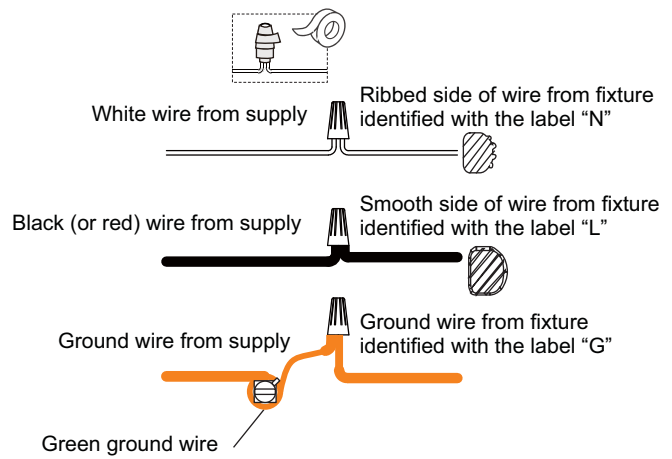 White wire from supply
Ribbed side of wire from fixture
identified with the label “N”
Black (or red) wire from supply
Smooth side of wire from fixture
identified with the label “L”
Ground wire from supply
Ground wire from fixture
identified with the label “G”
Green ground wire